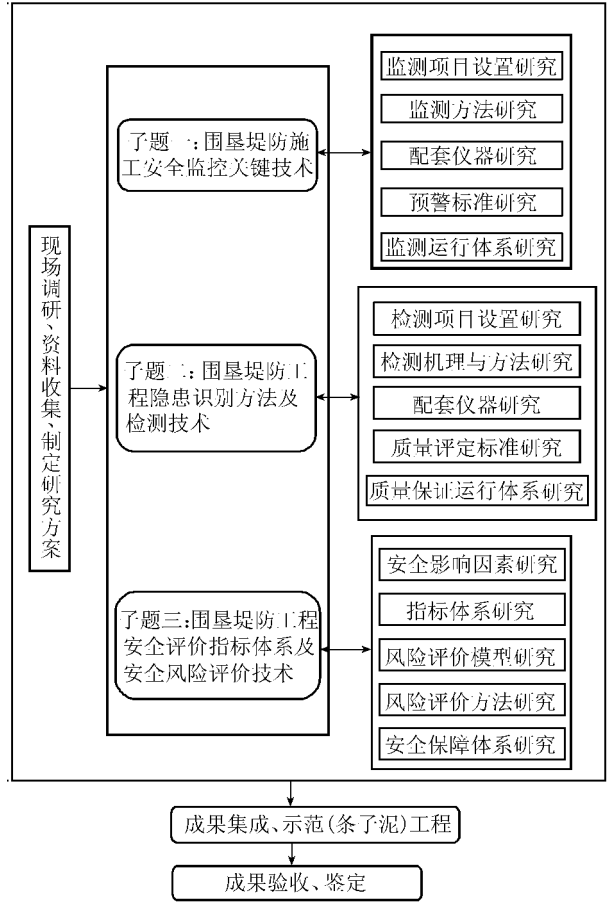 现场调研、资料收集、制定研究方案
子题一:围垦堤防施
工安全监控关键技术
监测项目设置研究
监测方法研究
配套仪器研究
预警标准研究
监测运行体系研究
子题二:围垦堤防工
程隐患识别方法及
检测技术
检测项目设置研究
检测机理与方法研究
配套仪器研究
质量评定标准研究
质量保证运行体系研究
子题三:围垦堤防工程
安全评价指标体系及
安全风险评价技术
安全影响因素研究
指标体系研究
风险评价模型研究
风险评价方法研究
安全保障体系研究
成果集成、示范(条子泥)工程
成果验收、鉴定